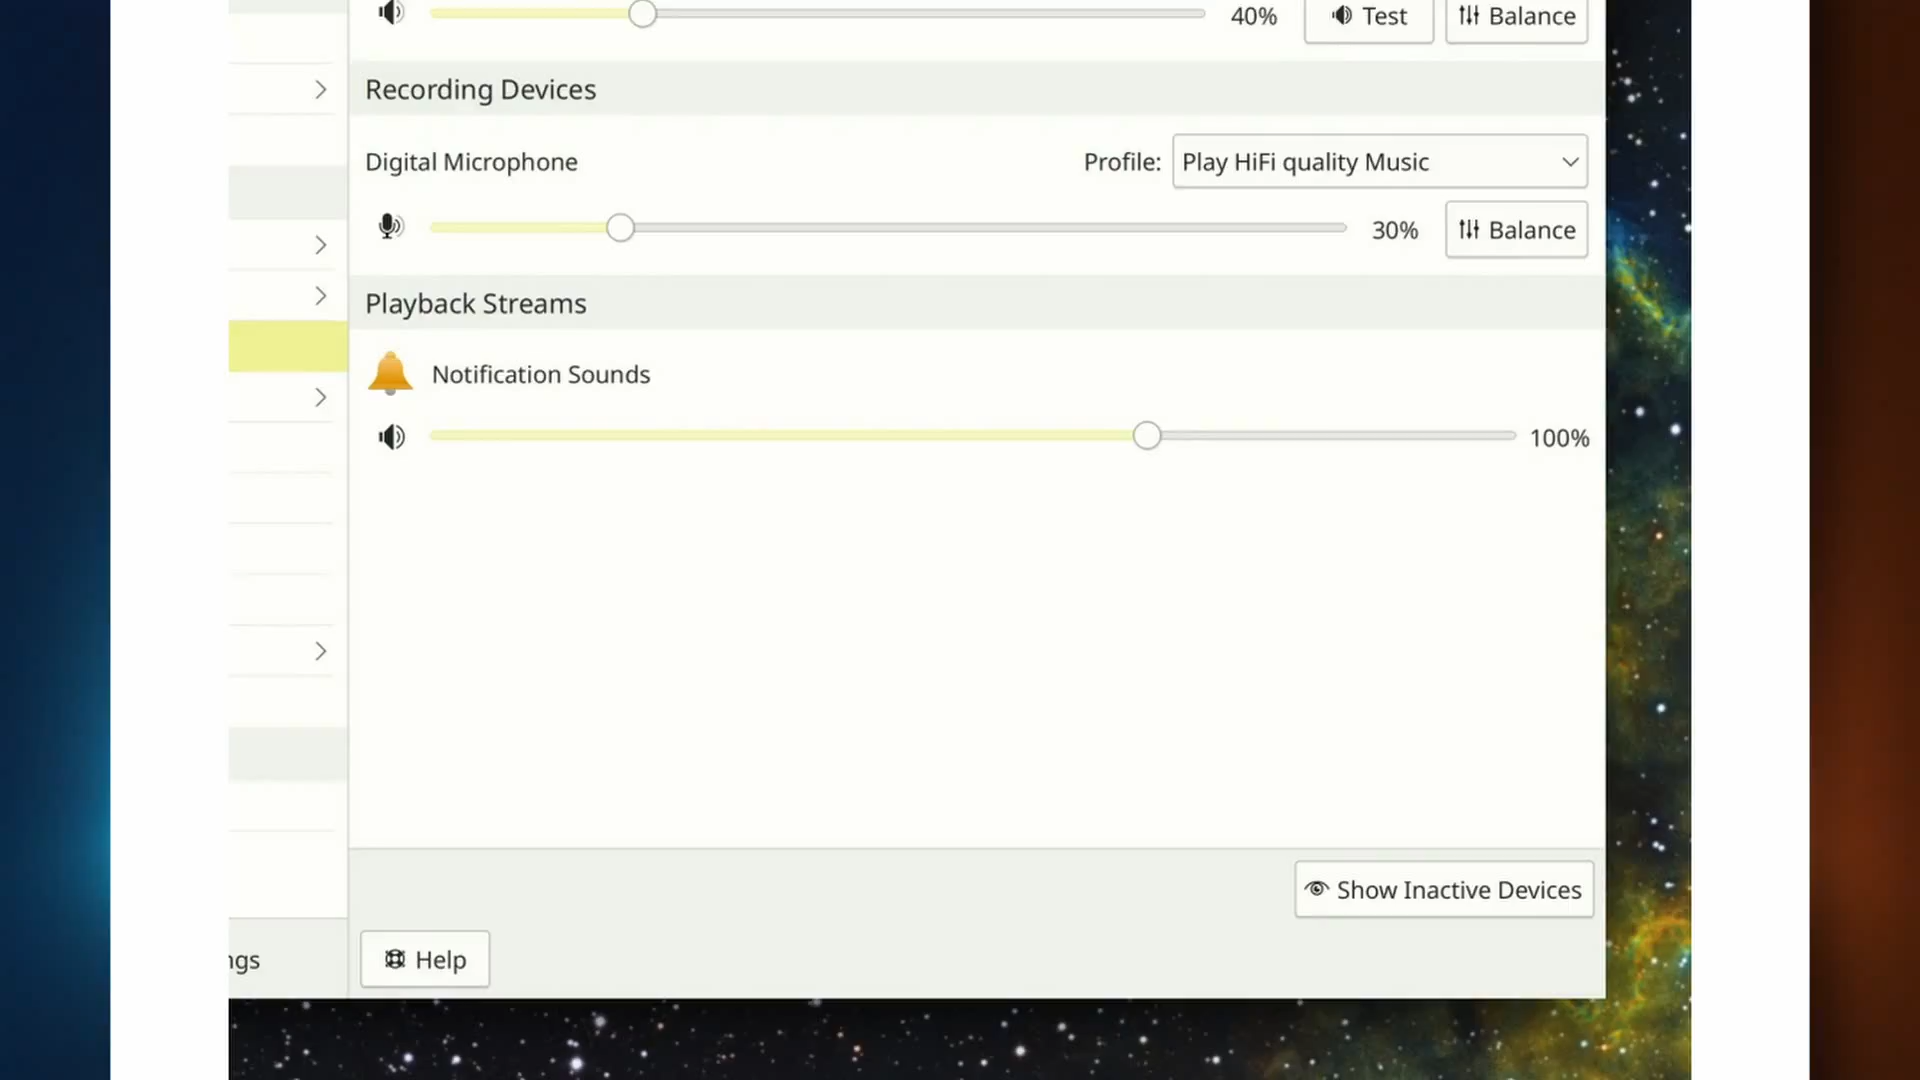 40%
Test
Balance
Recording Devices
Digital Microphone
Profile: Play HiFi quality Music
30%
Balance
Playback Streams
Notification Sounds
100%
Show Inactive Devices
ngs
Help